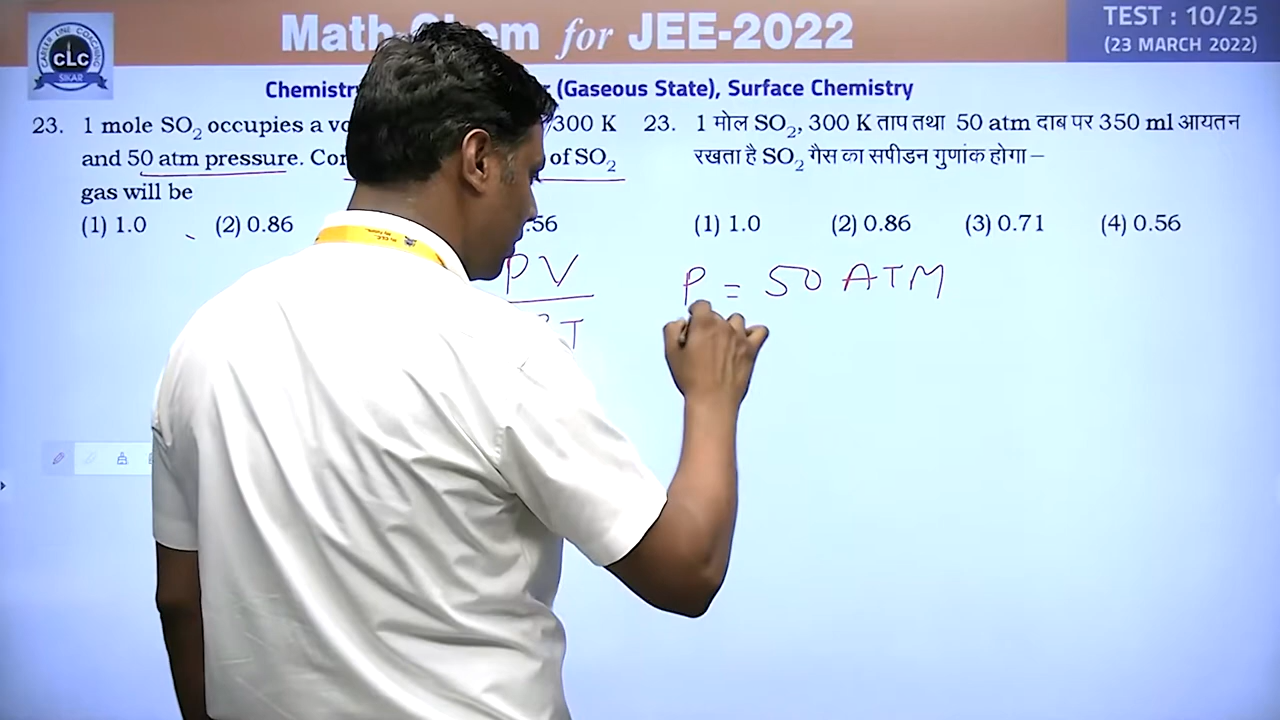 Math Chem for JEE-2022
TEST : 10/25
(23 MARCH 2022)
CAREER LINE COACHING
CLC
SIKAR
(Gaseous State), Surface Chemistry
23. 1 mole SO2 occupies a 300 K
and 50 atm pressure. of SO2
gas will be
(1) 1.0 (2) 0.86 .56
23. 1 मोल SO2, 300 K ताप तथा 50 atm दाब पर 350 ml आयतन
रखता है SO2 गैस का सपीडन गुणांक होगा –
(1) 1.0 (2) 0.86 (3) 0.71 (4) 0.56
PV
T
P = 50 ATM